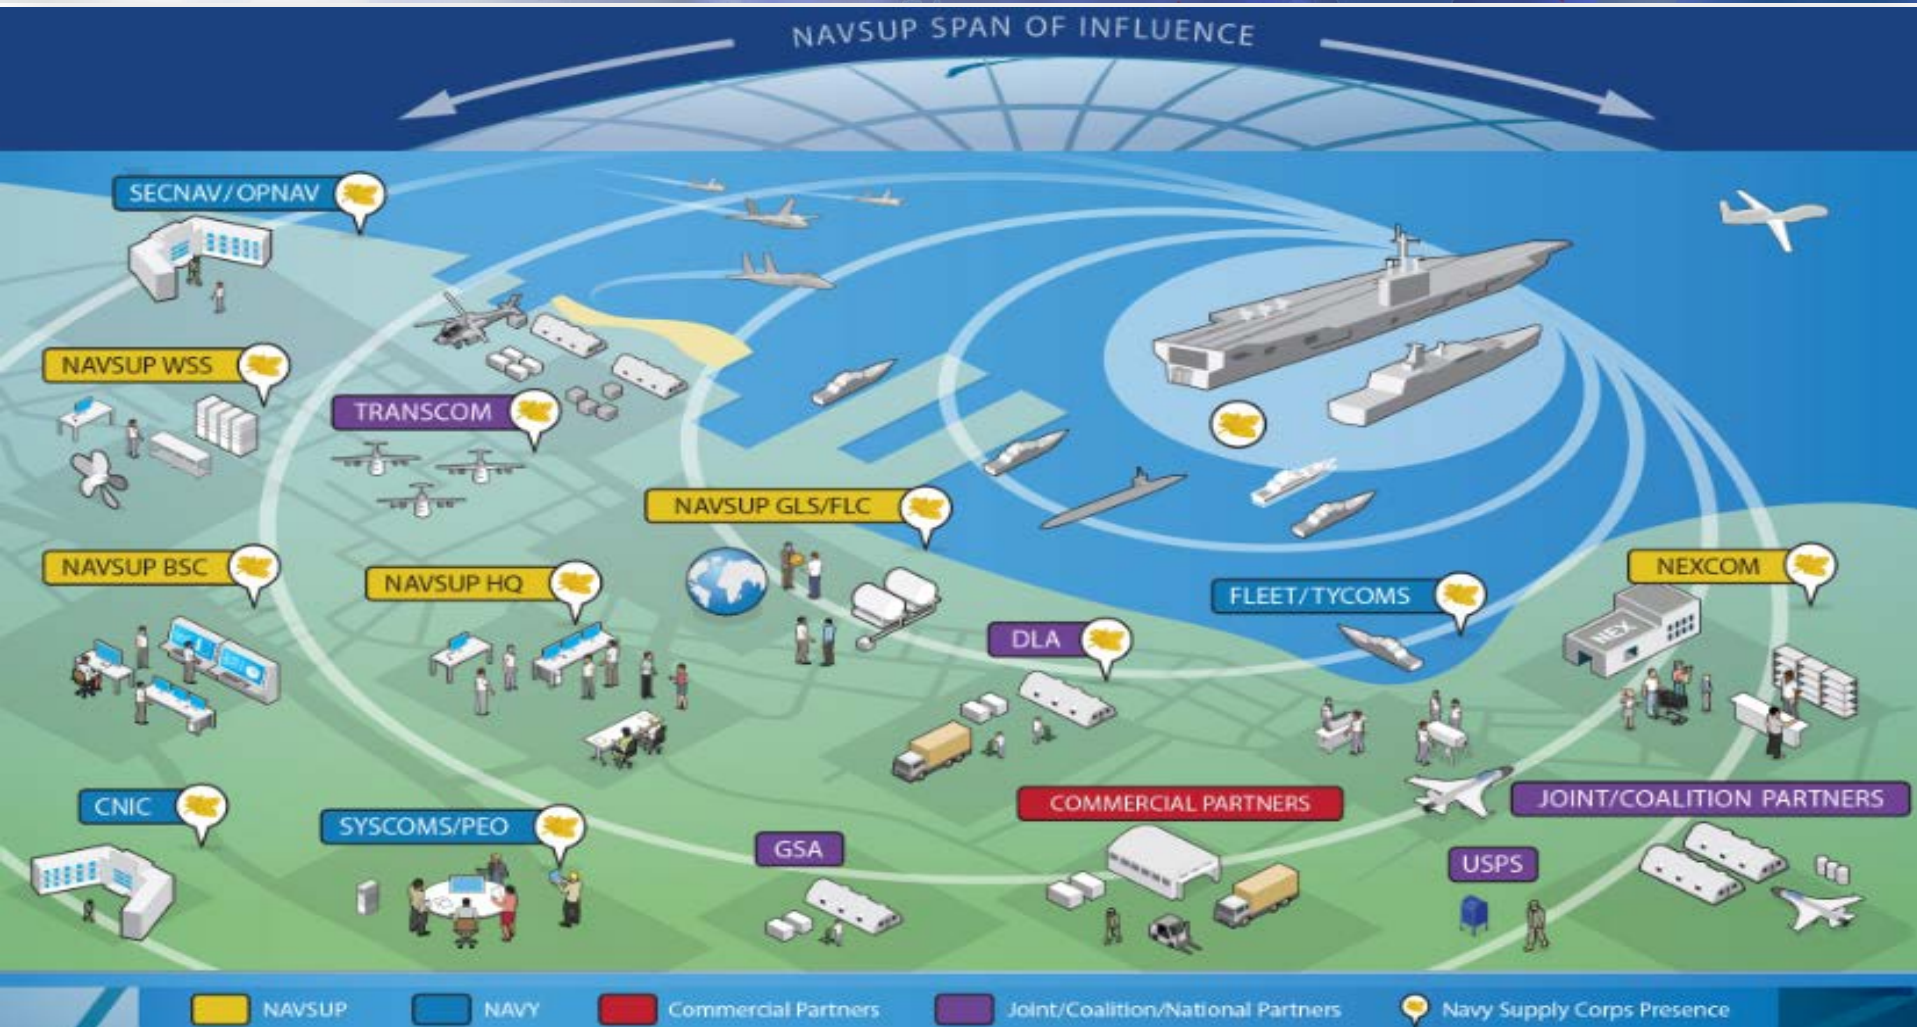 NAVSUP SPAN OF INFLUENCE
SECNAV/OPNAV
NAVSUP WSS
TRANSCOM
NAVSUP GLS/FLC
NAVSUP BSC
NAVSUP HQ
FLEET/TYCOMS
NEXCOM
NEX
DLA
CNIC
SYSCOMS/PEO
GSA
COMMERCIAL PARTNERS
JOINT/COALITION PARTNERS
USPS
NAVSUP
NAVY
Commercial Partners
Joint/Coalition/National Partners
Navy Supply Corps Presence